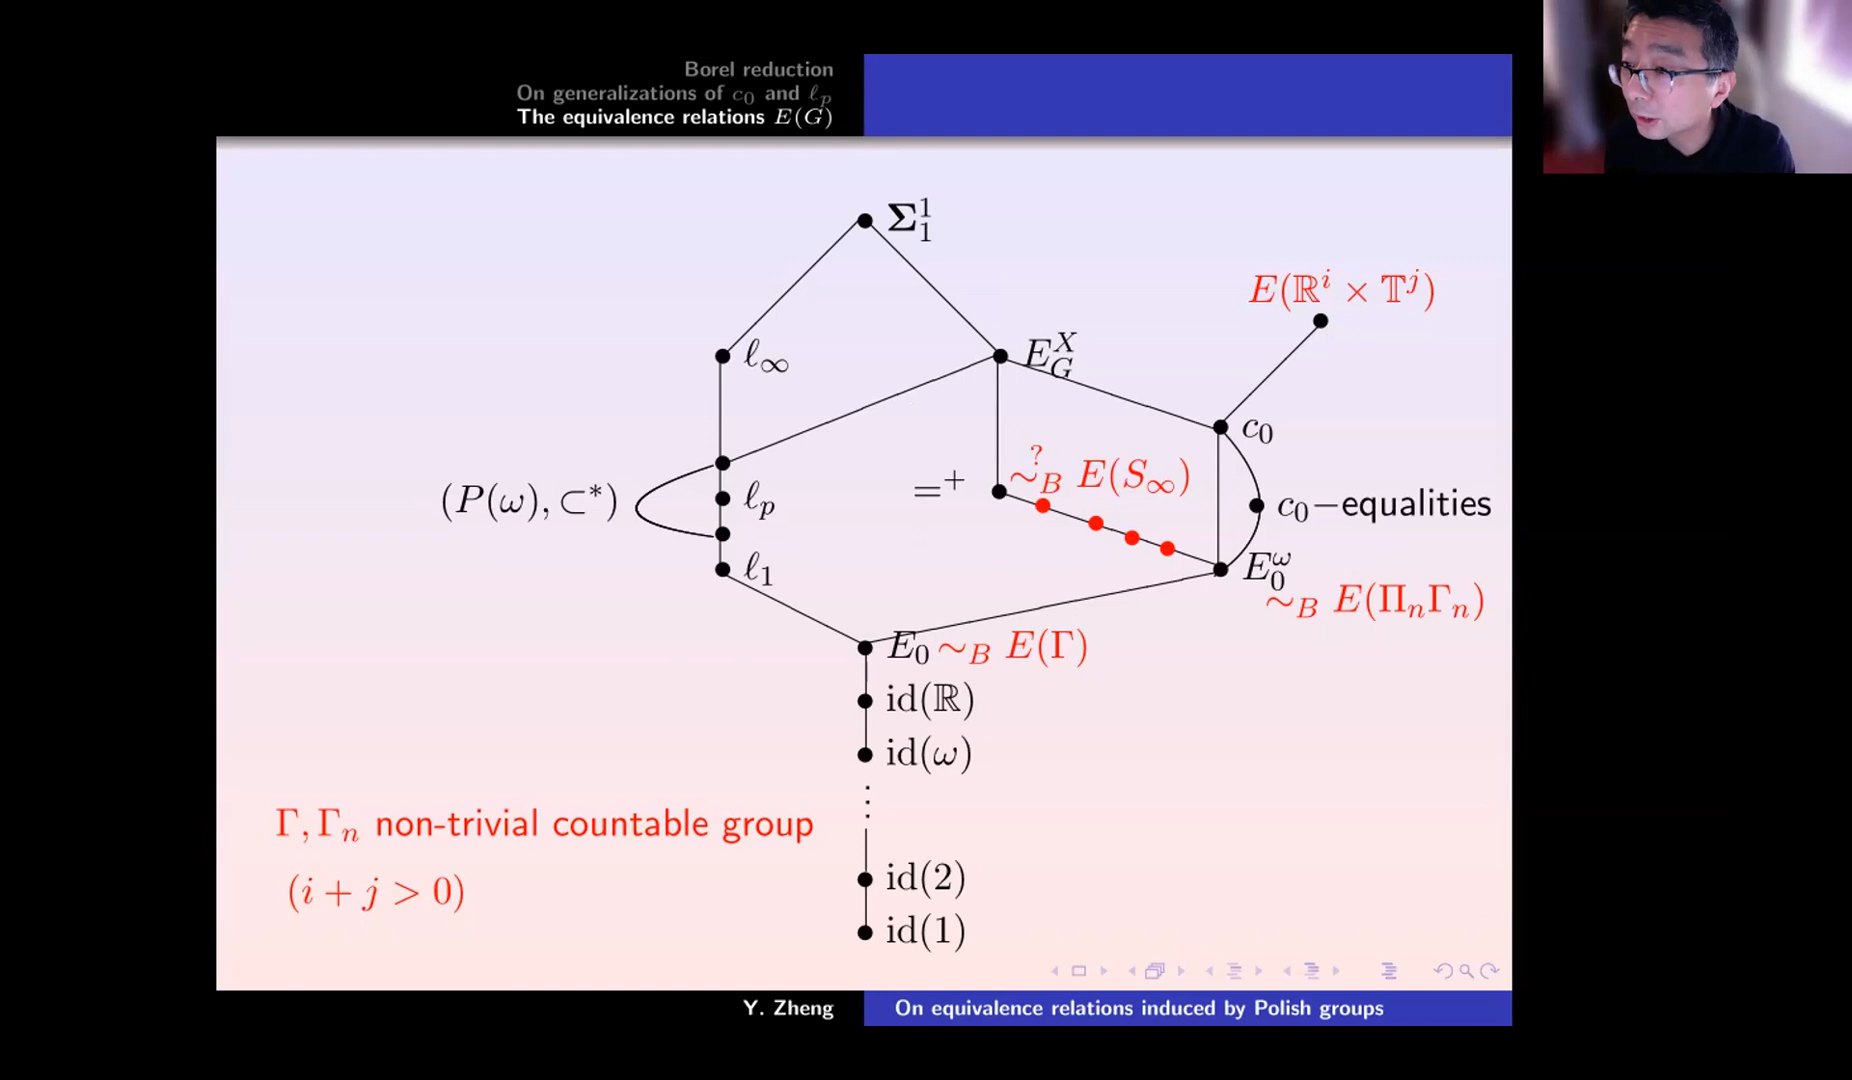 Borel reduction
On generalizations of c₀ and ℓₚ
The equivalence relations E(G)
Σ¹₁
E(ℝⁱ × 𝕋ʲ)
ℓ∞
E^X_G
c₀
? ∼_B E(S∞)
=⁺
(P(ω), ⊂*)
ℓₚ
c₀−equalities
ℓ₁
E₀^ω
∼_B E(ΠₙΓₙ)
E₀ ∼_B E(Γ)
id(ℝ)
id(ω)
⋮
Γ, Γₙ non-trivial countable group
id(2)
(i + j > 0)
id(1)
Y. Zheng
On equivalence relations induced by Polish groups